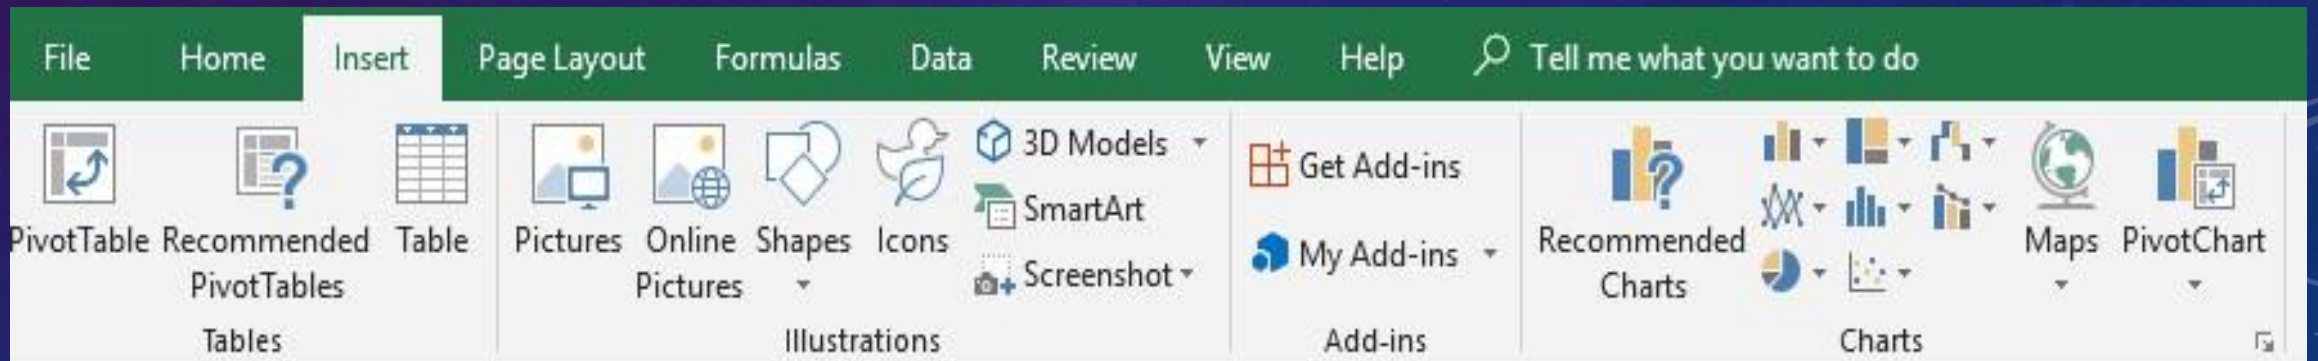 File Home Insert Page Layout Formulas Data Review View Help Tell me what you want to do
PivotTable Recommended PivotTables Table
Tables
Pictures Online Pictures Shapes Icons
3D Models
SmartArt
Screenshot
Illustrations
Get Add-ins
My Add-ins
Add-ins
Recommended Charts
Maps PivotChart
Charts